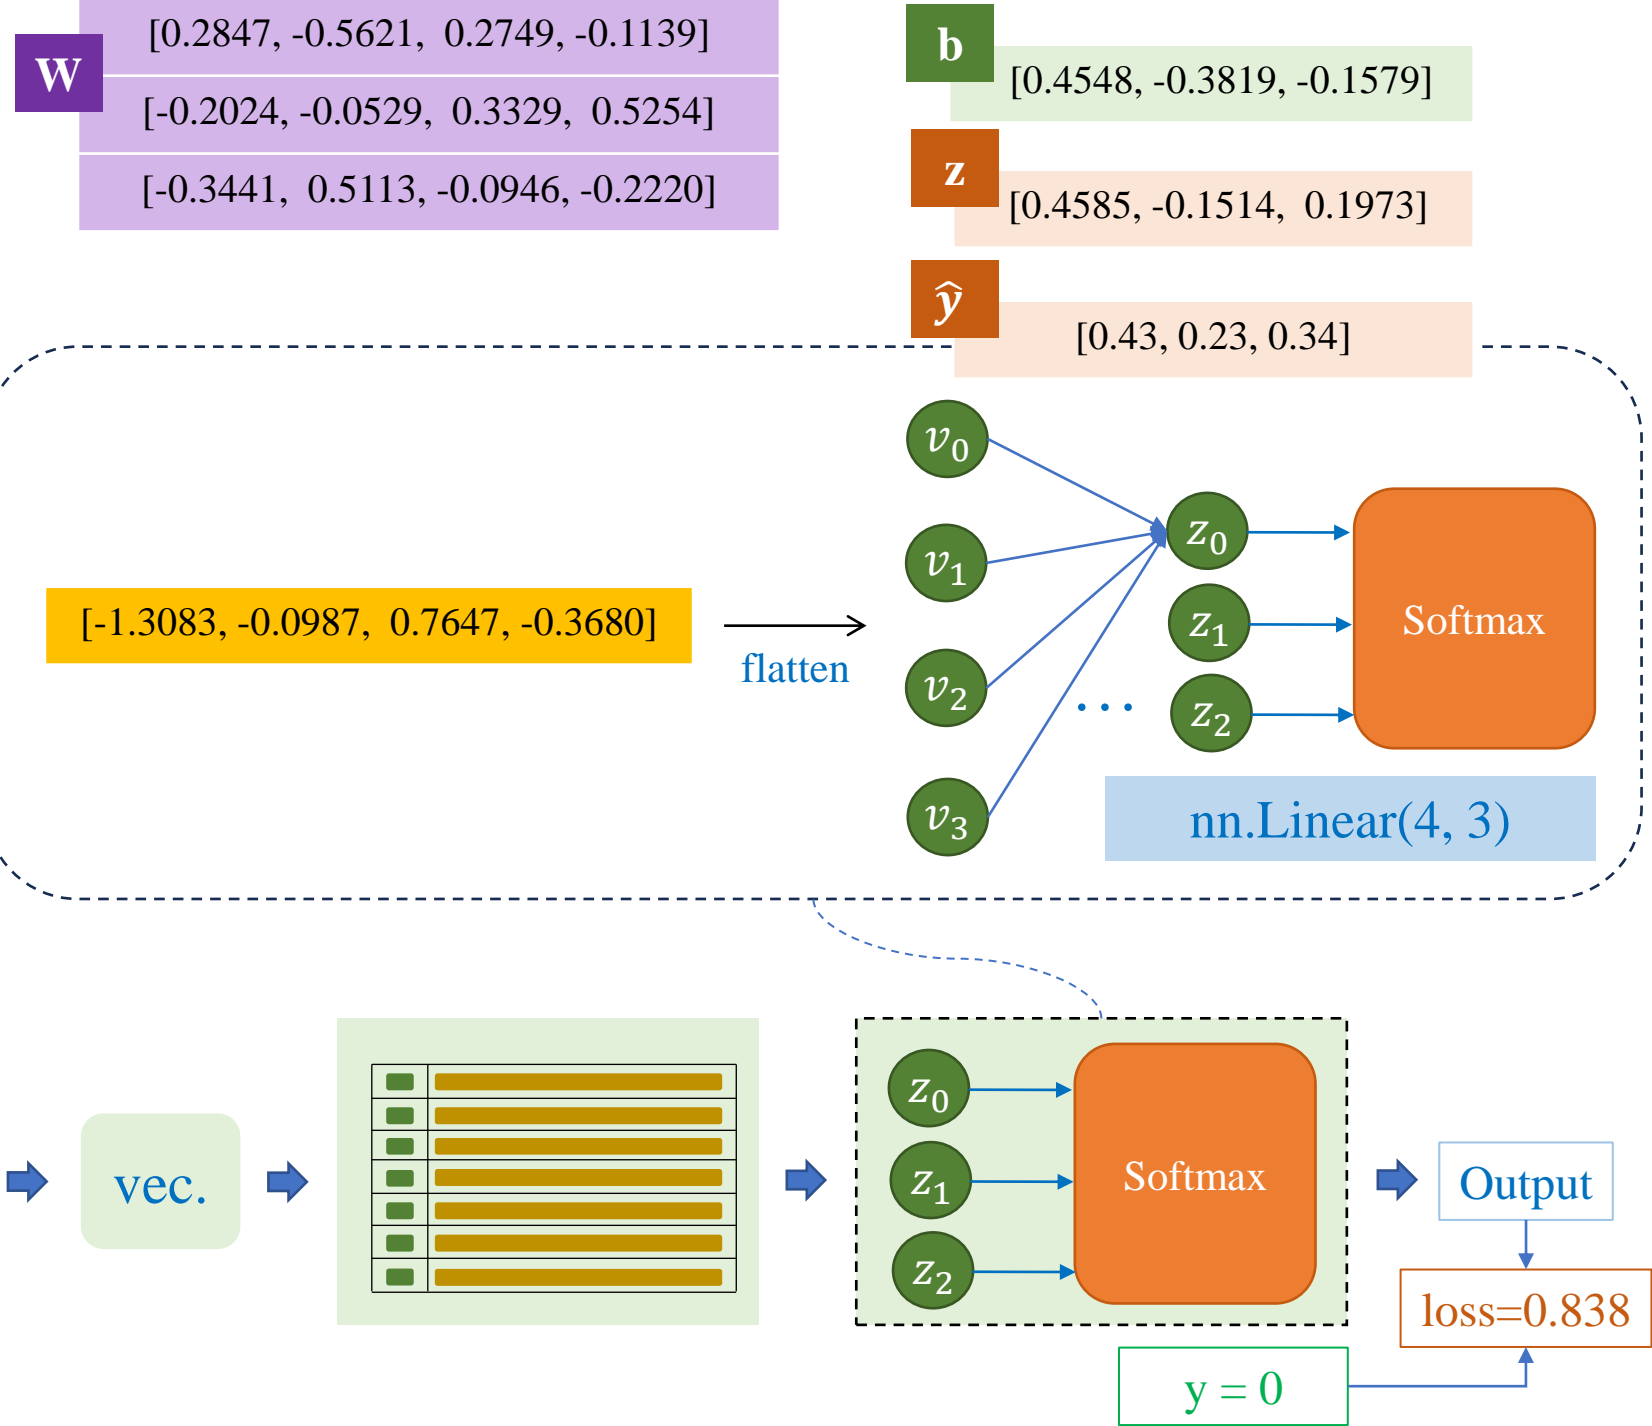 W
[0.2847, -0.5621, 0.2749, -0.1139]
[-0.2024, -0.0529, 0.3329, 0.5254]
[-0.3441, 0.5113, -0.0946, -0.2220]
b
[0.4548, -0.3819, -0.1579]
z
[0.4585, -0.1514, 0.1973]
ŷ
[0.43, 0.23, 0.34]
[-1.3083, -0.0987, 0.7647, -0.3680]
flatten
v₀
v₁
v₂
v₃
...
z₀
z₁
z₂
Softmax
nn.Linear(4, 3)
vec.
z₀
z₁
z₂
Softmax
Output
loss=0.838
y = 0